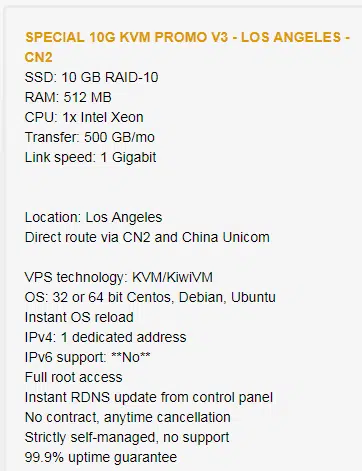 SPECIAL 10G KVM PROMO V3 - LOS ANGELES -
CN2
SSD: 10 GB RAID-10
RAM: 512 MB
CPU: 1x Intel Xeon
Transfer: 500 GB/mo
Link speed: 1 Gigabit
Location: Los Angeles
Direct route via CN2 and China Unicom
VPS technology: KVM/KiwiVM
OS: 32 or 64 bit Centos, Debian, Ubuntu
Instant OS reload
IPv4: 1 dedicated address
IPv6 support: **No**
Full root access
Instant RDNS update from control panel
No contract, anytime cancellation
Strictly self-managed, no support
99.9% uptime guarantee